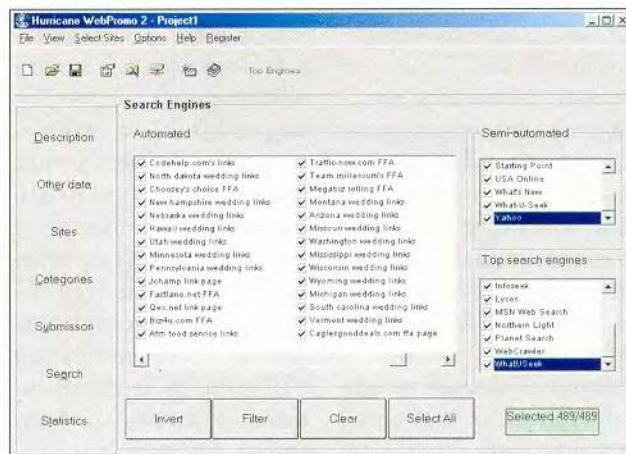 Hurricane WebPromo 2 - Project1
File View Select Sites Options Help Register
Top Engines
Search Engines
Description
Other data
Sites
Categories
Submisson
Search
Statistics
Automated
Codehelp.com's links
North dakota wedding links
Choosey's choice FFA
New hampshire wedding links
Nebraska wedding links
Hawaii wedding links
Utah wedding links
Minnesota wedding links
Pennsylvania wedding links
Jchamp link page
Fastlane.net FFA
Qex.net link page
Biz4u.com FFA
Afm food service links
Traffic-now.com FFA
Team millenium's FFA
Megabiz rolling FFA
Montana wedding links
Arizona wedding links
Missouri wedding links
Washington wedding links
Mississippi wedding links
Wisconsin wedding links
Wyoming wedding links
Michigan wedding links
South carolina wedding links
Vermont wedding links
Caglesgooddeals.com ffa page
Semi-automated
Starting Point
USA Online
What's New
What U-Seek
Yahoo
Top search engines
Infoseek
Lycos
MSN Web Search
Northern Light
Planet Search
WebCrawler
WhatUSeek
Invert
Filter
Clear
Select All
Selected 489/489